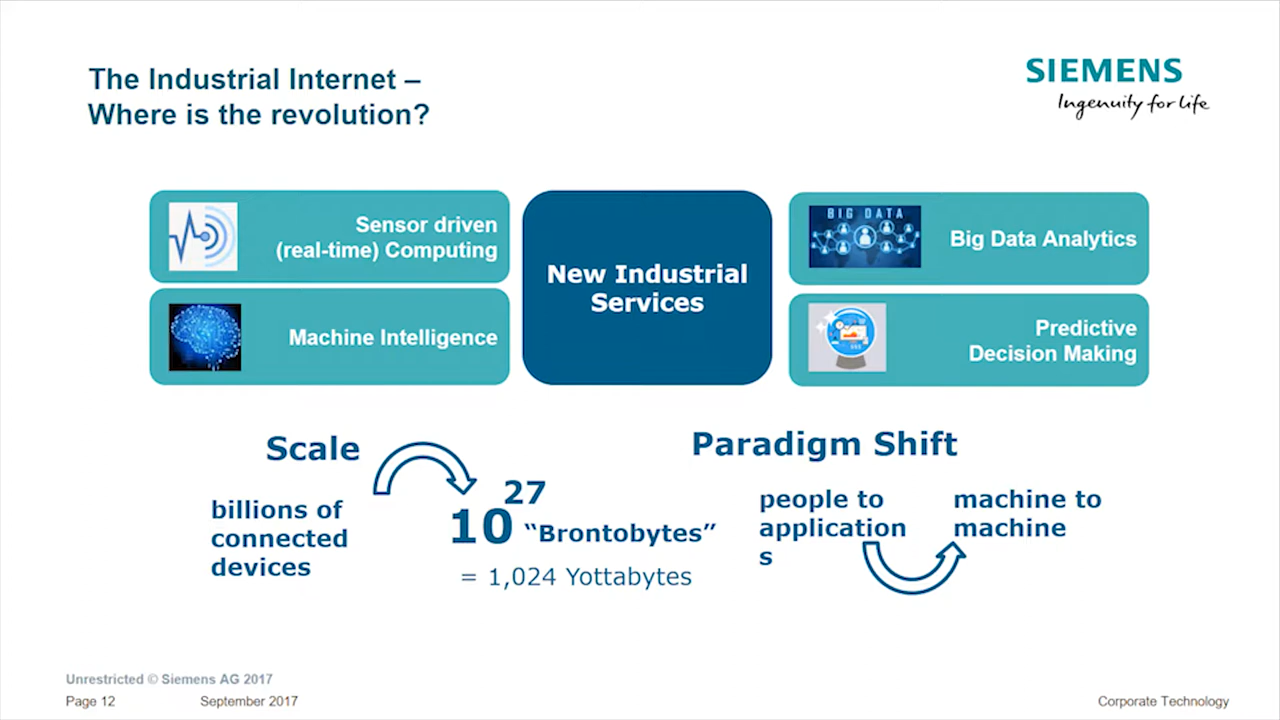 The Industrial Internet –
Where is the revolution?
SIEMENS
Ingenuity for life
Sensor driven
(real-time) Computing
Machine Intelligence
New Industrial
Services
BIG DATA
Big Data Analytics
Predictive
Decision Making
Scale
billions of
connected
devices
27
10 “Brontobytes”
= 1,024 Yottabytes
Paradigm Shift
people to
application
s
machine to
machine
Unrestricted © Siemens AG 2017
Page 12 September 2017 Corporate Technology